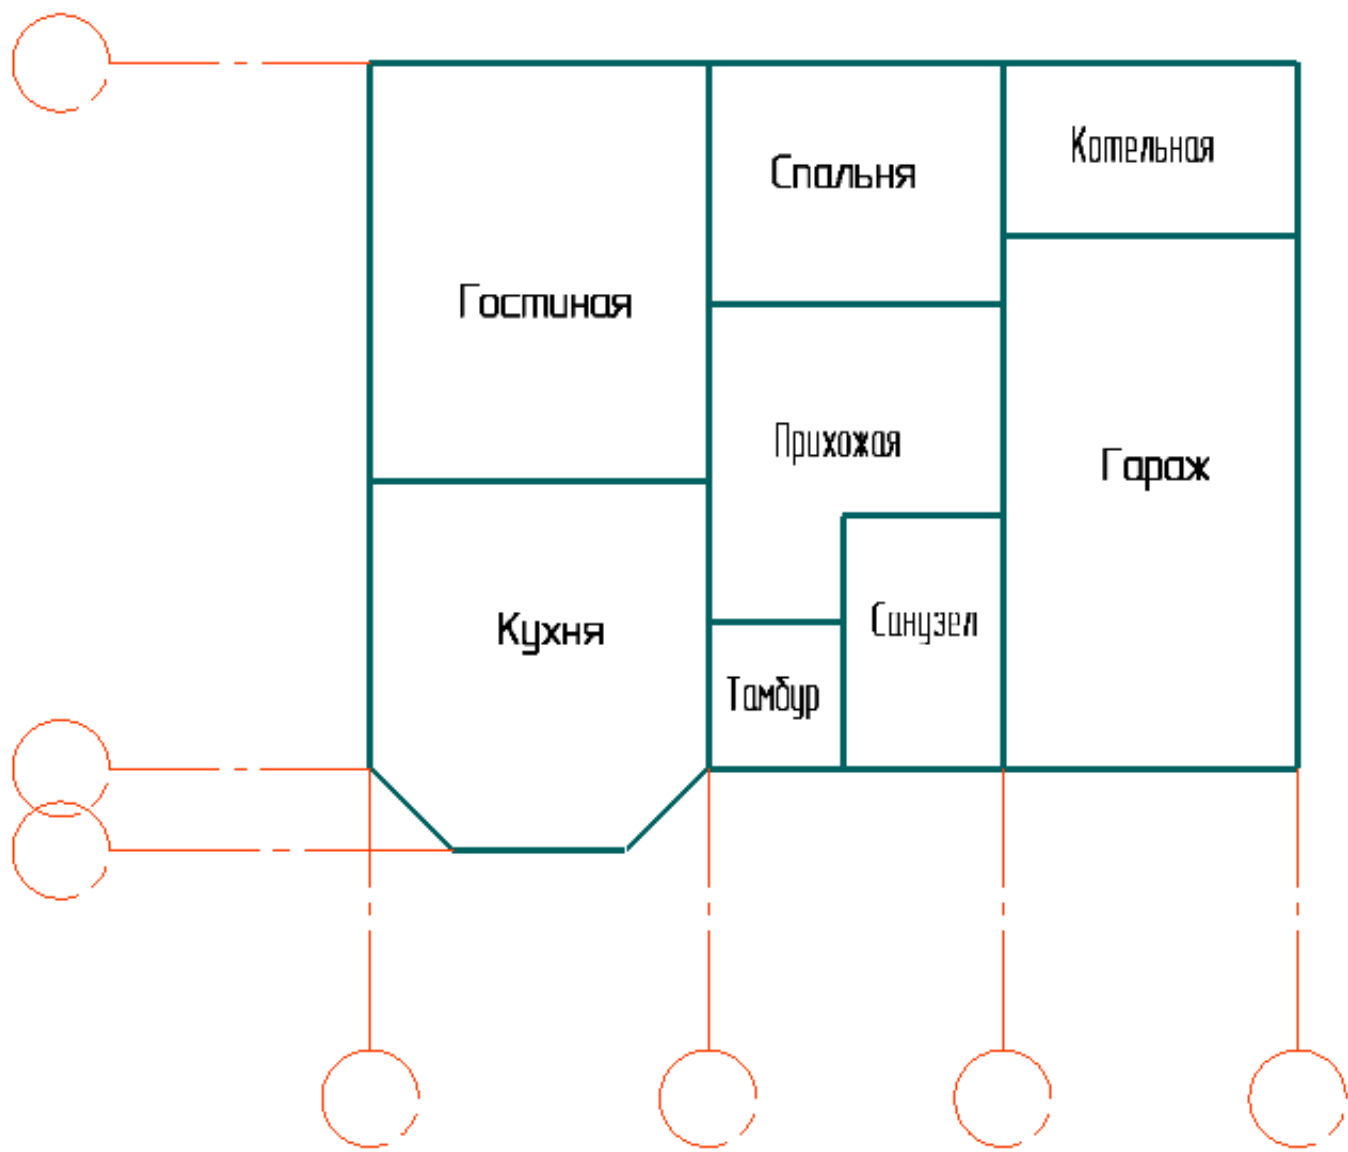 Котельная
Спальня
Гостиная
Прихожая
Гараж
Санузел
Кухня
Тамбур